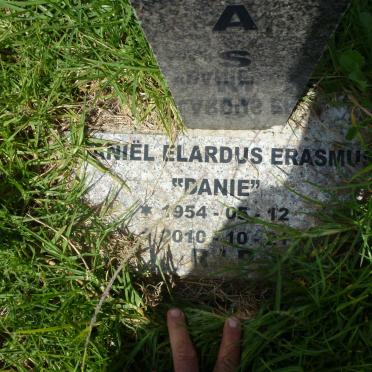 A
S
ANIËL ELARDUS ERASMUS
"DANIE"
* 1954 - 05 - 12
2010 - 10 -
R I P